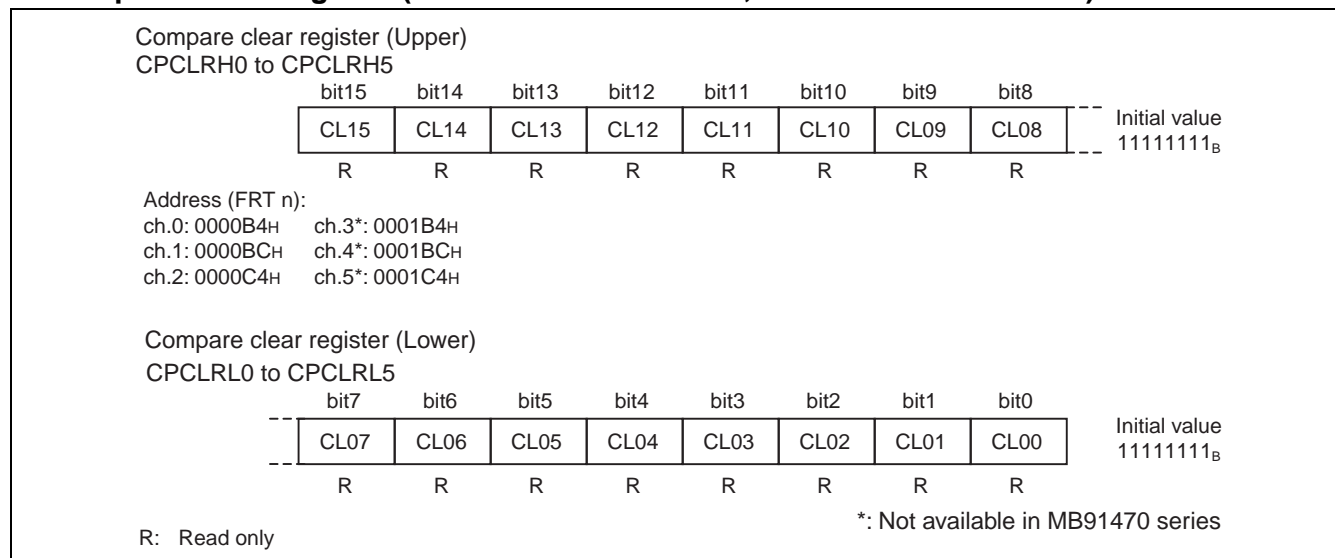 Compare clear register (Upper)
CPCLRH0 to CPCLRH5
bit15 bit14 bit13 bit12 bit11 bit10 bit9 bit8
CL15 CL14 CL13 CL12 CL11 CL10 CL09 CL08
Initial value
11111111B
R R R R R R R R
Address (FRT n):
ch.0: 0000B4H ch.3*: 0001B4H
ch.1: 0000BCH ch.4*: 0001BCH
ch.2: 0000C4H ch.5*: 0001C4H
Compare clear register (Lower)
CPCLRL0 to CPCLRL5
bit7 bit6 bit5 bit4 bit3 bit2 bit1 bit0
CL07 CL06 CL05 CL04 CL03 CL02 CL01 CL00
Initial value
11111111B
R R R R R R R R
*: Not available in MB91470 series
R: Read only